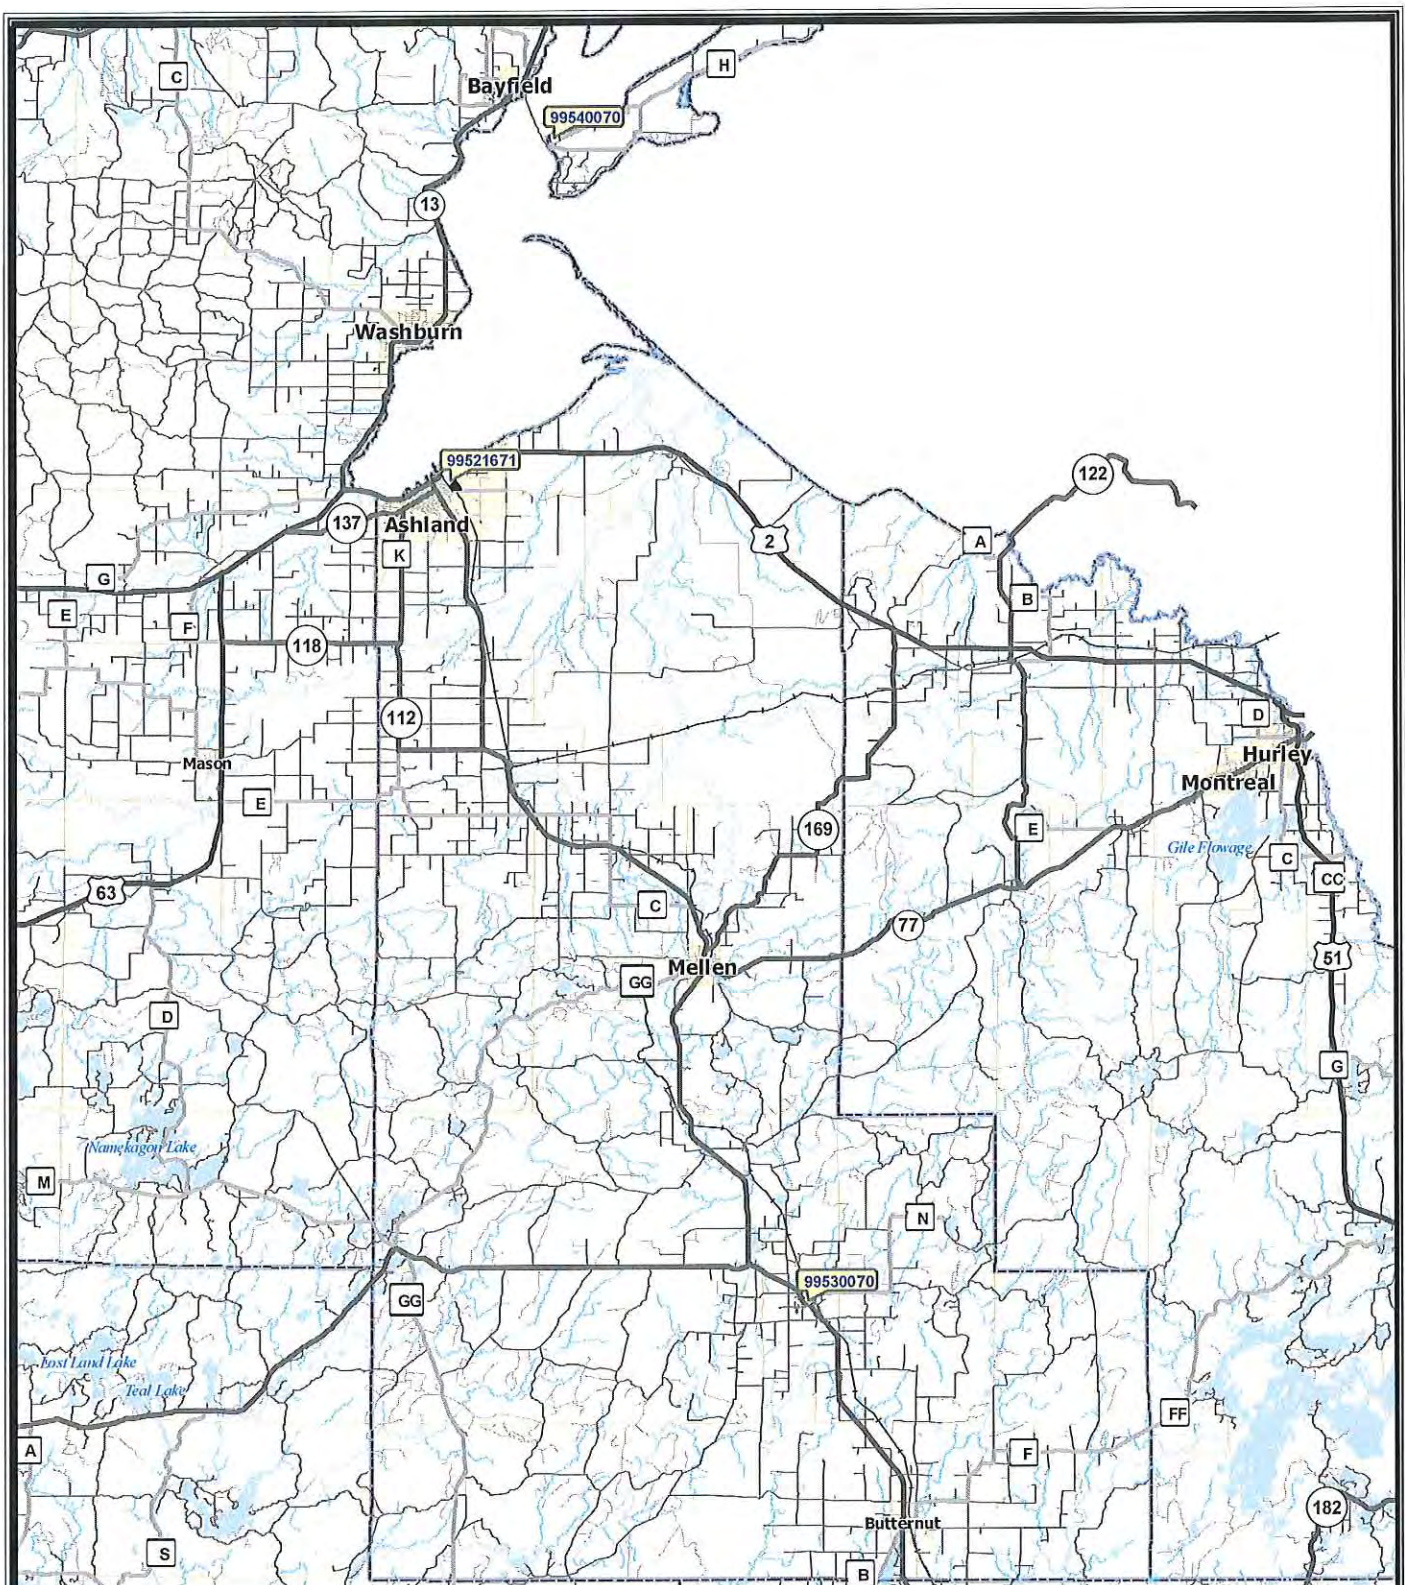 H
C
Bayfield
99540070
13
Washburn
99521671
122
137
Ashland
2
A
K
G
B
E
F
118
112
D
Hurley
Mason
Montreal
E
169
E
Gile Flowage
C
CC
63
C
77
51
Mellen
GG
D
G
Namekagon Lake
M
N
99530070
GG
Lost Land Lake
Teal Lake
FF
A
F
182
Butternut
S
B